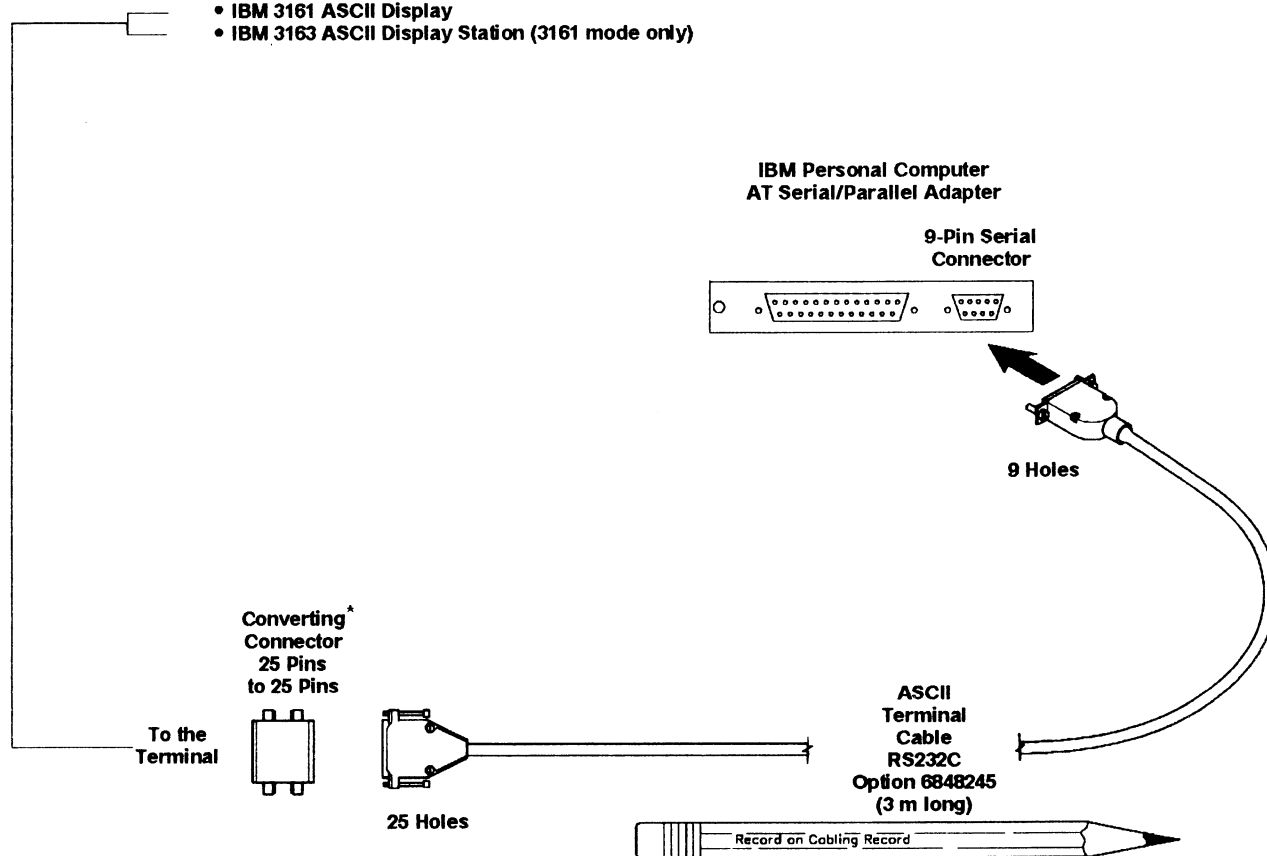 • IBM 3161 ASCII Display
• IBM 3163 ASCII Display Station (3161 mode only)
IBM Personal Computer
AT Serial/Parallel Adapter
9-Pin Serial
Connector
9 Holes
Converting*
Connector
25 Pins
to 25 Pins
To the
Terminal
25 Holes
ASCII
Terminal
Cable
RS232C
Option 6848245
(3 m long)
Record on Cabling Record